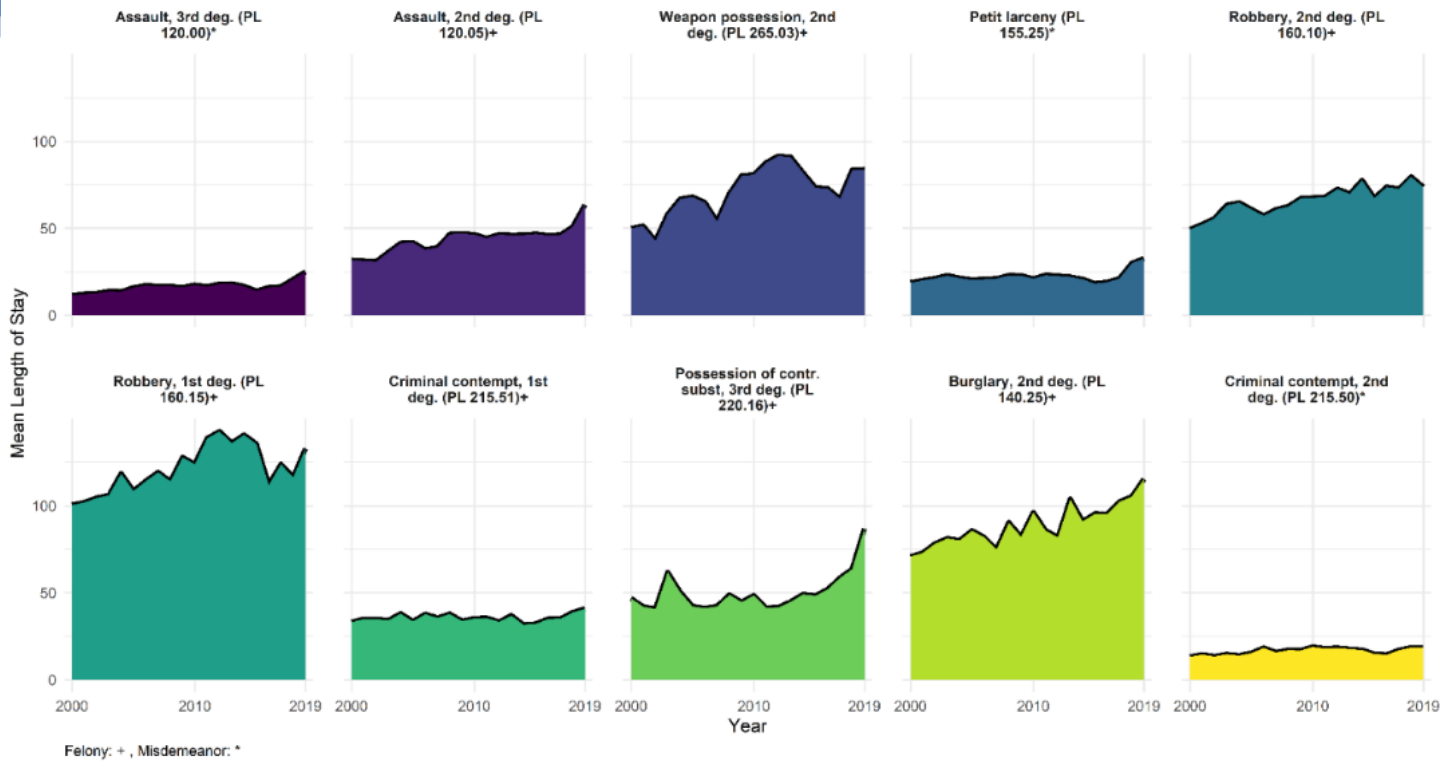 Assault, 3rd deg. (PL
120.00)*
Assault, 2nd deg. (PL
120.05)+
Weapon possession, 2nd
deg. (PL 265.03)+
Petit larceny (PL
155.25)*
Robbery, 2nd deg. (PL
160.10)+
100
50
0
Mean Length of Stay
Robbery, 1st deg. (PL
160.15)+
Criminal contempt, 1st
deg. (PL 215.51)+
Possession of contr.
subst, 3rd deg. (PL
220.16)+
Burglary, 2nd deg. (PL
140.25)+
Criminal contempt, 2nd
deg. (PL 215.50)*
100
50
0
2000 2010 2019 2000 2010 2019 2000 2010 2019 2000 2010 2019 2000 2010 2019
Year
Felony: + , Misdemeanor: *